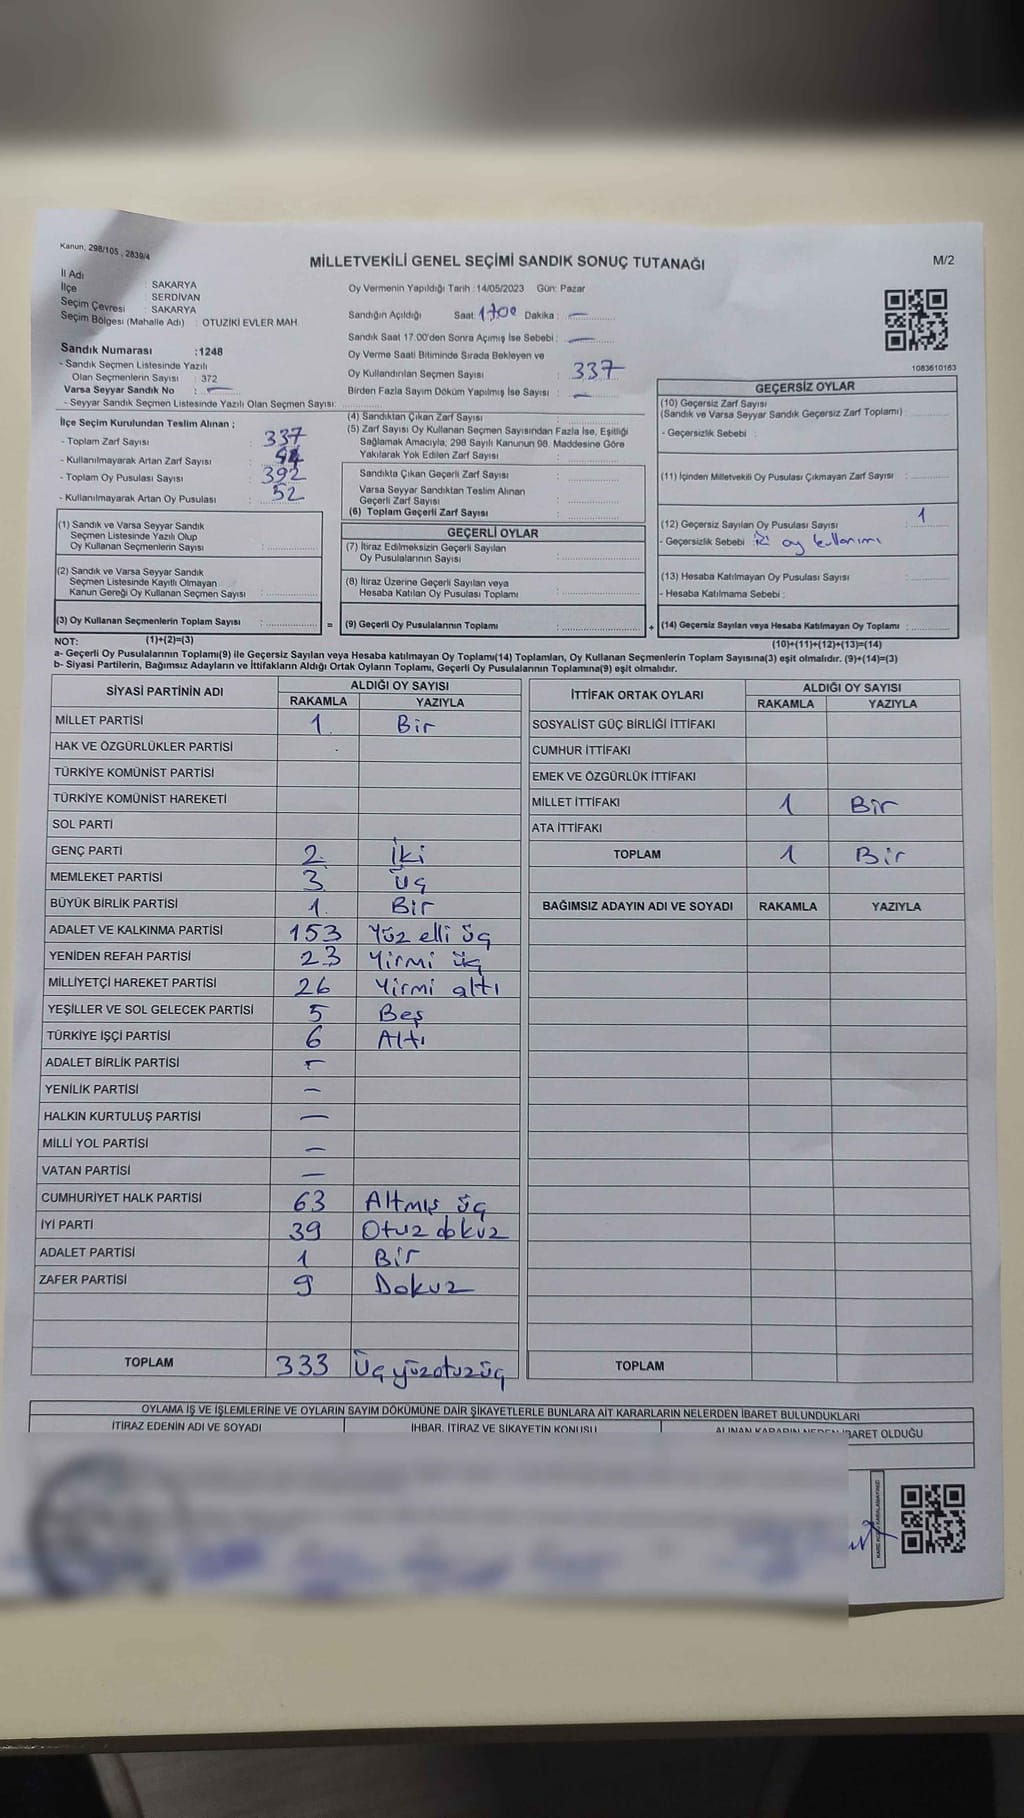 Kanun, 298/105 , 2839/4
MİLLETVEKİLİ GENEL SEÇİMİ SANDIK SONUÇ TUTANAĞI
M/2
İl Adı : SAKARYA
İlçe : SERDİVAN
Seçim Çevresi : SAKARYA
Seçim Bölgesi (Mahalle Adı) : OTUZİKİ EVLER MAH.
Sandık Numarası :1248
- Sandık Seçmen Listesinde Yazılı
Olan Seçmenlerin Sayısı : 372
Varsa Seyyar Sandık No : —
- Seyyar Sandık Seçmen Listesinde Yazılı Olan Seçmen Sayısı:
Oy Vermenin Yapıldığı Tarih : 14/05/2023 Gün: Pazar
Sandığın Açıldığı Saat: 1700 Dakika : —
Sandık Saat 17.00'den Sonra Açımış İse Sebebi : —
Oy Verme Saati Bitiminde Sırada Bekleyen ve
Oy Kullandırılan Seçmen Sayısı : 337
Birden Fazla Sayım Döküm Yapılmış İse Sayısı : —
1083610163
İlçe Seçim Kurulundan Teslim Alınan ;
- Toplam Zarf Sayısı : 337
- Kullanılmayarak Artan Zarf Sayısı :
- Toplam Oy Pusulası Sayısı : 392
- Kullanılmayarak Artan Oy Pusulası : 52
(1) Sandık ve Varsa Seyyar Sandık
Seçmen Listesinde Yazılı Olup
Oy Kullanan Seçmenlerin Sayısı :
(2) Sandık ve Varsa Seyyar Sandık
Seçmen Listesinde Kayıtlı Olmayan
Kanun Gereği Oy Kullanan Seçmen Sayısı :
(3) Oy Kullanan Seçmenlerin Toplam Sayısı : =
(4) Sandıktan Çıkan Zarf Sayısı :
(5) Zarf Sayısı Oy Kullanan Seçmen Sayısından Fazla İse, Eşitliği
Sağlamak Amacıyla, 298 Sayılı Kanunun 98. Maddesine Göre
Yakılarak Yok Edilen Zarf Sayısı :
Sandıkta Çıkan Geçerli Zarf Sayısı :
Varsa Seyyar Sandıktan Teslim Alınan
Geçerli Zarf Sayısı :
(6) Toplam Geçerli Zarf Sayısı :
GEÇERLİ OYLAR
(7) İtiraz Edilmeksizin Geçerli Sayılan
Oy Pusulalarının Sayısı :
(8) İtiraz Üzerine Geçerli Sayılan veya
Hesaba Katılan Oy Pusulası Toplamı :
(9) Geçerli Oy Pusulalarının Toplamı : +
GEÇERSİZ OYLAR
(10) Geçersiz Zarf Sayısı
(Sandık ve Varsa Seyyar Sandık Geçersiz Zarf Toplamı) :
- Geçersizlik Sebebi :
(11) İçinden Milletvekili Oy Pusulası Çıkmayan Zarf Sayısı :
(12) Geçersiz Sayılan Oy Pusulası Sayısı : 1
- Geçersizlik Sebebi : İki oy kullanımı
(13) Hesaba Katılmayan Oy Pusulası Sayısı :
- Hesaba Katılmama Sebebi :
(14) Geçersiz Sayılan veya Hesaba Katılmayan Oy Toplamı :
NOT: (1)+(2)=(3)
(10)+(11)+(12)+(13)=(14)
a- Geçerli Oy Pusulalarının Toplamı(9) ile Geçersiz Sayılan veya Hesaba katılmayan Oy Toplamı(14) Toplamları, Oy Kullanan Seçmenlerin Toplam Sayısına(3) eşit olmalıdır. (9)+(14)=(3)
b- Siyasi Partilerin, Bağımsız Adayların ve İttifakların Aldığı Ortak Oyların Toplamı, Geçerli Oy Pusulalarının Toplamına(9) eşit olmalıdır.
SİYASİ PARTİNİN ADI ALDIĞI OY SAYISI
RAKAMLA YAZIYLA
MİLLET PARTİSİ 1 Bir
HAK VE ÖZGÜRLÜKLER PARTİSİ
TÜRKİYE KOMÜNİST PARTİSİ
TÜRKİYE KOMÜNİST HAREKETİ
SOL PARTİ
GENÇ PARTİ 2 İki
MEMLEKET PARTİSİ 3 Üç
BÜYÜK BİRLİK PARTİSİ 1 Bir
ADALET VE KALKINMA PARTİSİ 153 Yüz elli üç
YENİDEN REFAH PARTİSİ 23 Yirmi üç
MİLLİYETÇİ HAREKET PARTİSİ 26 Yirmi altı
YEŞİLLER VE SOL GELECEK PARTİSİ 5 Beş
TÜRKİYE İŞÇİ PARTİSİ 6 Altı
ADALET BİRLİK PARTİSİ —
YENİLİK PARTİSİ —
HALKIN KURTULUŞ PARTİSİ —
MİLLİ YOL PARTİSİ —
VATAN PARTİSİ —
CUMHURİYET HALK PARTİSİ 63 Altmış üç
İYİ PARTİ 39 Otuz dokuz
ADALET PARTİSİ 1 Bir
ZAFER PARTİSİ 9 Dokuz
TOPLAM 333 Üçyüzotuzüç
İTTİFAK ORTAK OYLARI ALDIĞI OY SAYISI
RAKAMLA YAZIYLA
SOSYALİST GÜÇ BİRLİĞİ İTTİFAKI
CUMHUR İTTİFAKI
EMEK VE ÖZGÜRLÜK İTTİFAKI
MİLLET İTTİFAKI 1 Bir
ATA İTTİFAKI
TOPLAM 1 Bir
BAĞIMSIZ ADAYIN ADI VE SOYADI RAKAMLA YAZIYLA
TOPLAM
OYLAMA İŞ VE İŞLEMLERİNE VE OYLARIN SAYIM DÖKÜMÜNE DAİR ŞİKAYETLERLE BUNLARA AİT KARARLARIN NELERDEN İBARET BULUNDUKLARI
İTİRAZ EDENİN ADI VE SOYADI İHBAR, İTİRAZ VE ŞİKAYETİN KONUSU ALINAN KARARIN NEDEN İBARET OLDUĞU